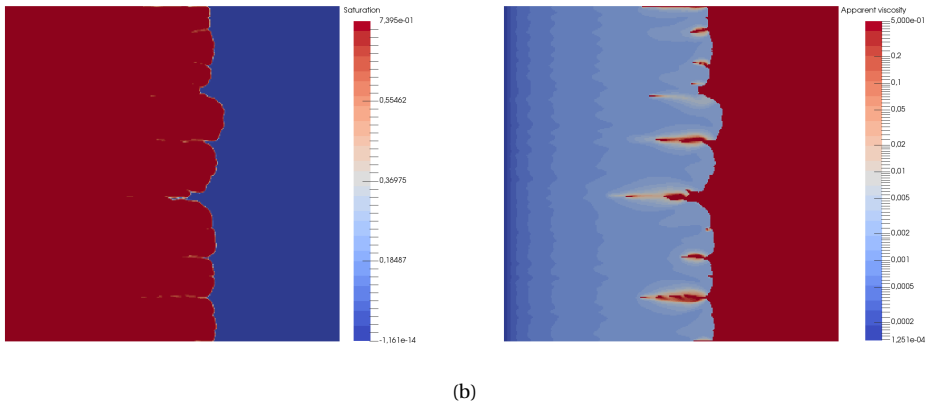 Saturation
7,395e-01
0,55462
0,36975
0,18487
-1,161e-14
Apparent viscosity
5,000e-01
0,2
0,1
0,05
0,02
0,01
0,005
0,002
0,001
0,0005
0,0002
1,251e-04
(b)